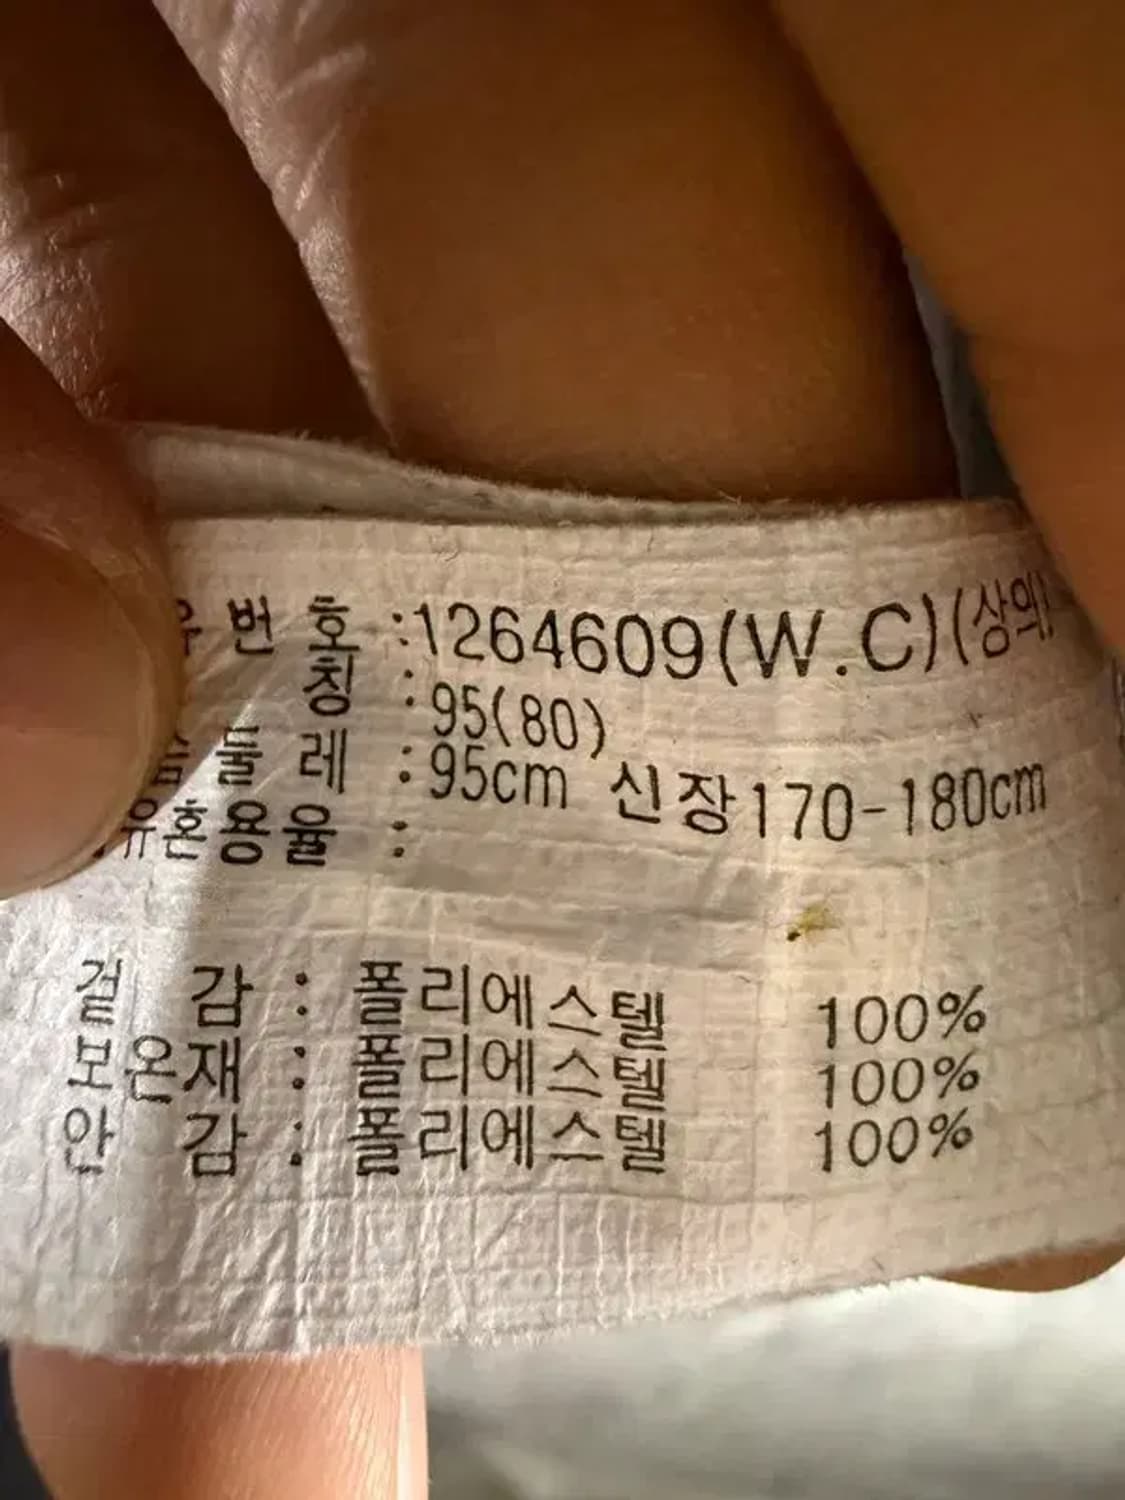 번 호 :1264609(W.C)(상의)
칭 :95(80)
둘 레 :95cm 신장170-180cm
유혼용율 :
겉 감 : 폴리에스텔 100%
보온재 : 폴리에스텔 100%
안 감 : 폴리에스텔 100%